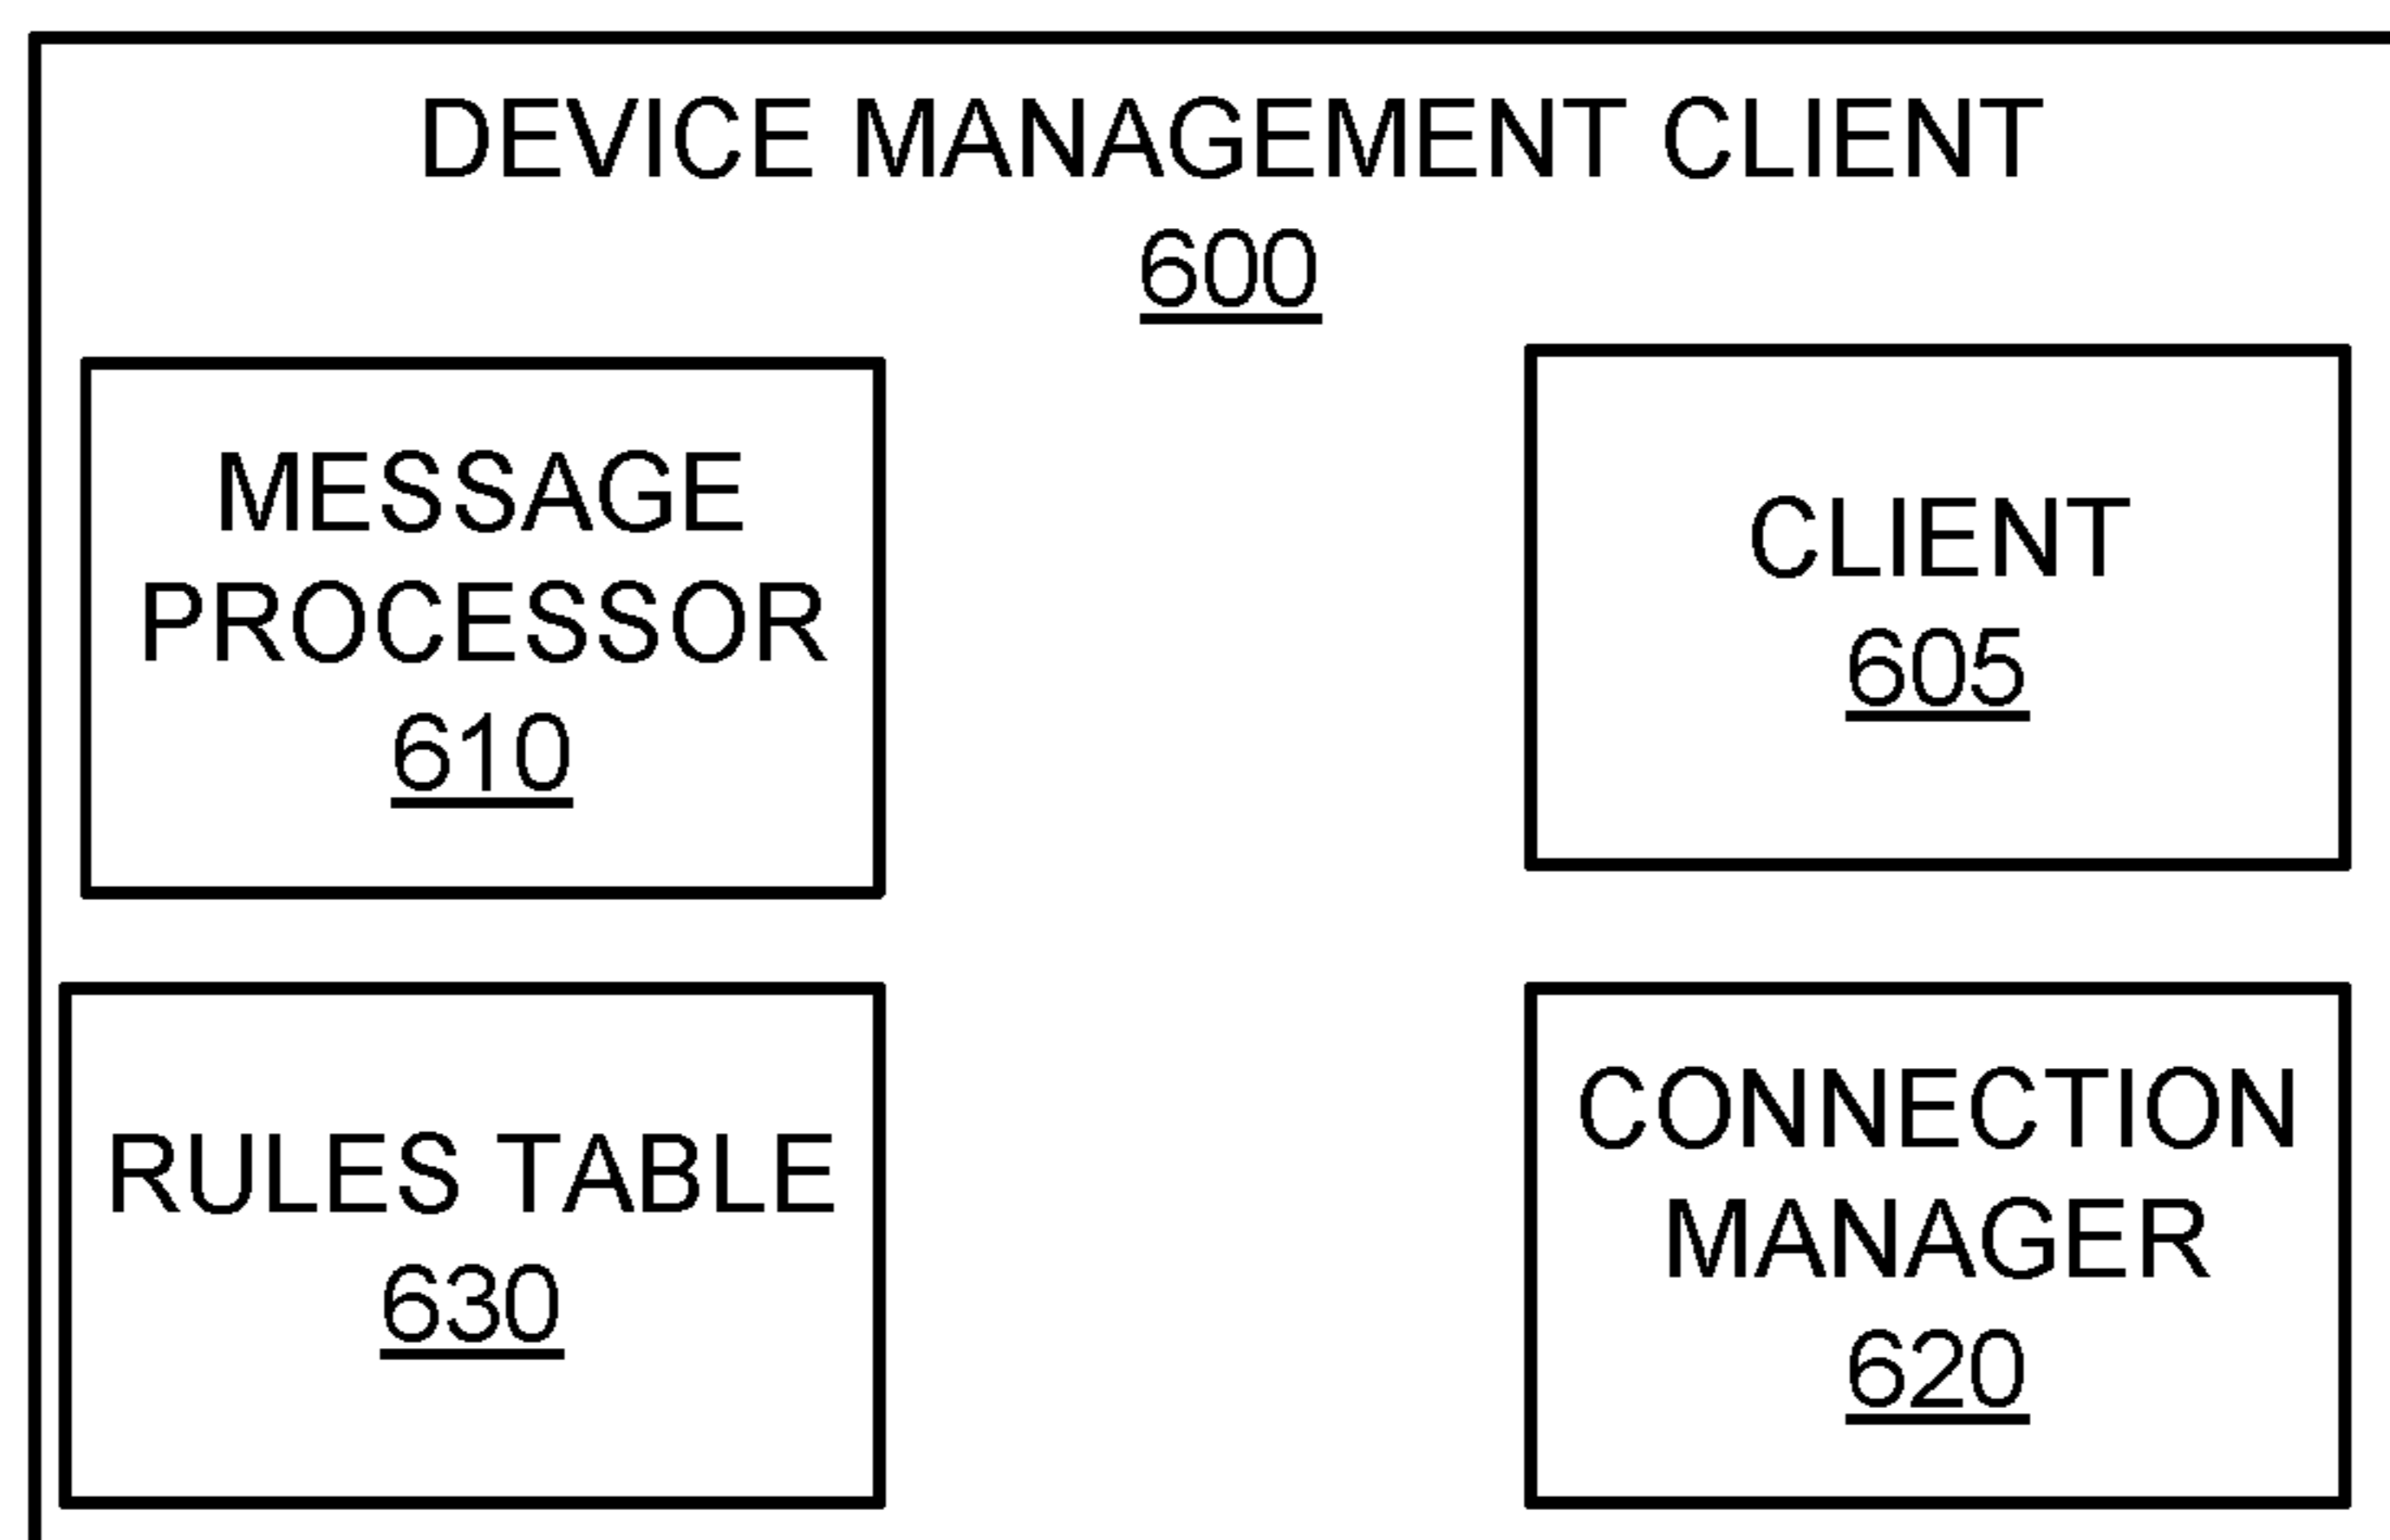 DEVICE MANAGEMENT CLIENT
600
MESSAGE
PROCESSOR
610
CLIENT
605
RULES TABLE
630
CONNECTION
MANAGER
620